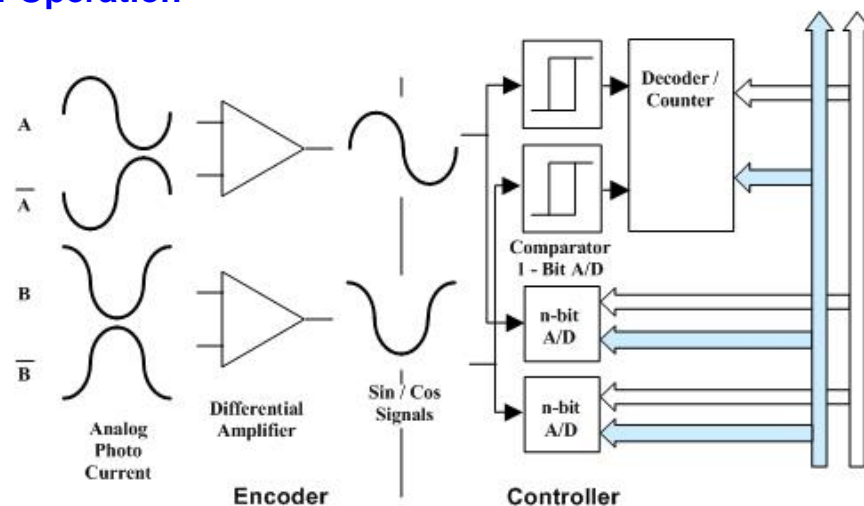 Operation
A
A
B
B
Analog
Photo
Current
Differential
Amplifier
Sin / Cos
Signals
Encoder
Decoder /
Counter
Comparator
1 - Bit A/D
n-bit
A/D
n-bit
A/D
Controller